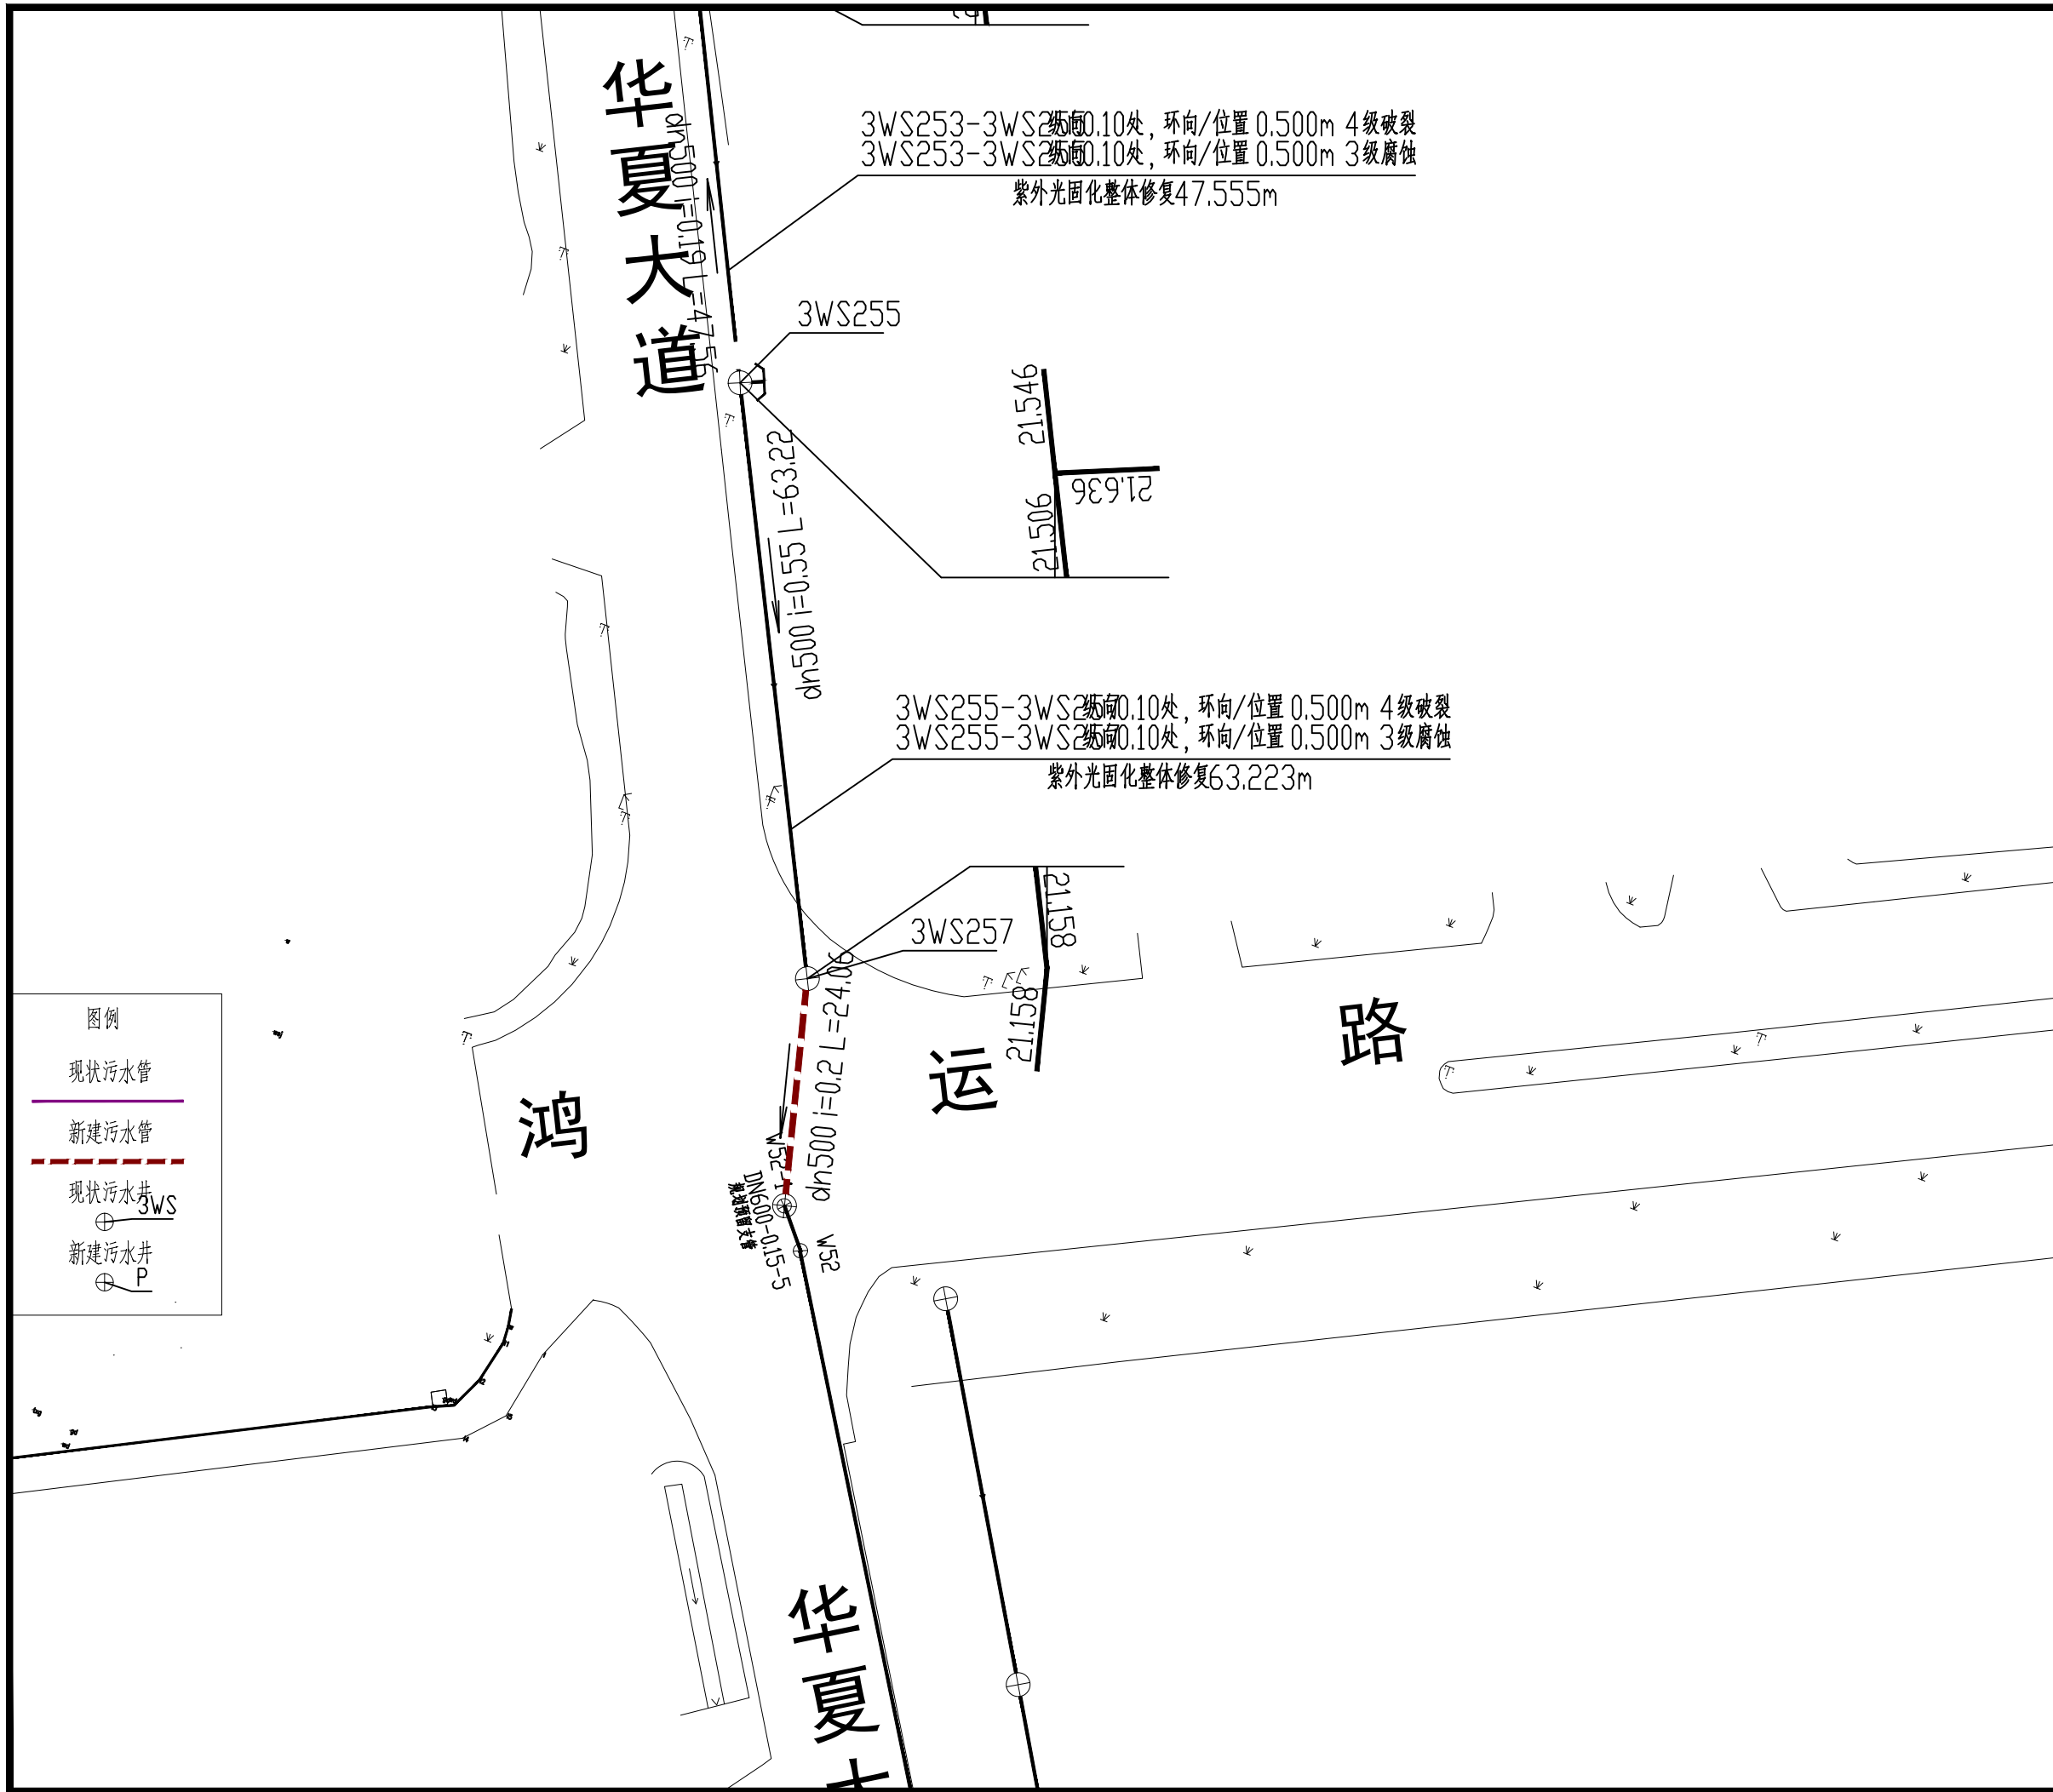 华夏大道
dn500 i=0.19 L=47.56
3WS253-3WS255纵向0.10处, 环向/位置 0.500m 4级破裂
3WS253-3WS255纵向0.10处, 环向/位置 0.500m 3级腐蚀
紫外光固化整体修复47.555m
3WS255
21.546
21.506
21.636
dn500 i=0.55 L=63.22
3WS255-3WS257纵向0.10处, 环向/位置 0.500m 4级破裂
3WS255-3WS257纵向0.10处, 环向/位置 0.500m 3级腐蚀
紫外光固化整体修复63.223m
21.158
3WS257
21.158
dn500 i=0.2 L=24.09
鸿运路
W52-1
DN600-0.15-5
规划预留支管
W52
图例
现状污水管
新建污水管
现状污水井
3WS
新建污水井
P
华夏